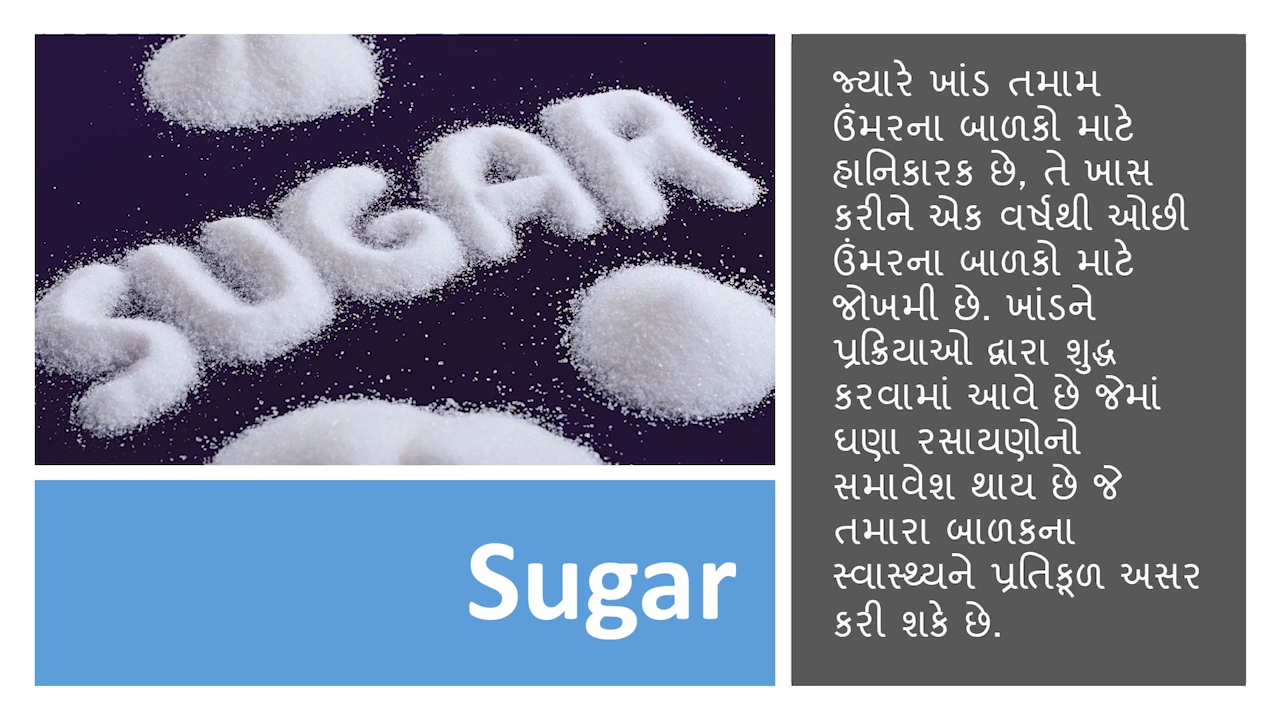 SUGAR
Sugar
જ્યારે ખાંડ તમામ
ઉંમરના બાળકો માટે
હાનિકારક છે, તે ખાસ
કરીને એક વર્ષથી ઓછી
ઉંમરના બાળકો માટે
જોખમી છે. ખાંડને
પ્રક્રિયાઓ દ્વારા શુદ્ધ
કરવામાં આવે છે જેમાં
ઘણા રસાયણોનો
સમાવેશ થાય છે જે
તમારા બાળકના
સ્વાસ્થ્યને પ્રતિકૂળ અસર
કરી શકે છે.